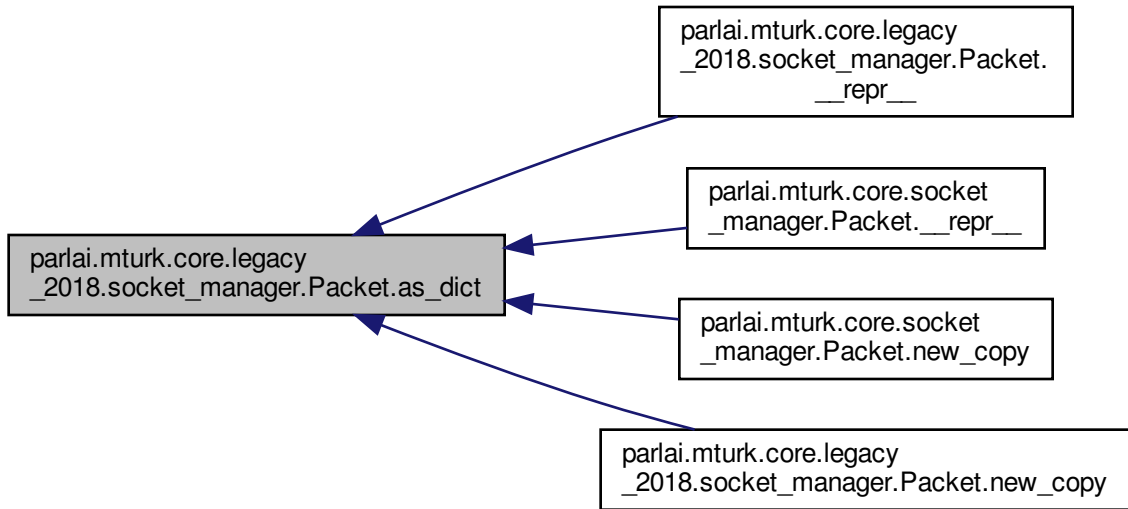 parlai.mturk.core.legacy
_2018.socket_manager.Packet.
__repr__
parlai.mturk.core.socket
_manager.Packet.__repr__
parlai.mturk.core.legacy
_2018.socket_manager.Packet.as_dict
parlai.mturk.core.socket
_manager.Packet.new_copy
parlai.mturk.core.legacy
_2018.socket_manager.Packet.new_copy